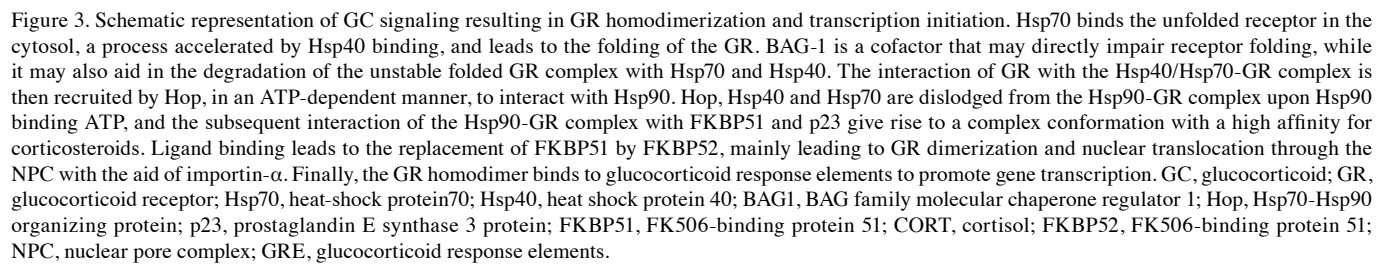 Figure 3. Schematic representation of GC signaling resulting in GR homodimerization and transcription initiation. Hsp70 binds the unfolded receptor in the
cytosol, a process accelerated by Hsp40 binding, and leads to the folding of the GR. BAG-1 is a cofactor that may directly impair receptor folding, while
it may also aid in the degradation of the unstable folded GR complex with Hsp70 and Hsp40. The interaction of GR with the Hsp40/Hsp70-GR complex is
then recruited by Hop, in an ATP-dependent manner, to interact with Hsp90. Hop, Hsp40 and Hsp70 are dislodged from the Hsp90-GR complex upon Hsp90
binding ATP, and the subsequent interaction of the Hsp90-GR complex with FKBP51 and p23 give rise to a complex conformation with a high affinity for
corticosteroids. Ligand binding leads to the replacement of FKBP51 by FKBP52, mainly leading to GR dimerization and nuclear translocation through the
NPC with the aid of importin-α. Finally, the GR homodimer binds to glucocorticoid response elements to promote gene transcription. GC, glucocorticoid; GR,
glucocorticoid receptor; Hsp70, heat-shock protein70; Hsp40, heat shock protein 40; BAG1, BAG family molecular chaperone regulator 1; Hop, Hsp70-Hsp90
organizing protein; p23, prostaglandin E synthase 3 protein; FKBP51, FK506-binding protein 51; CORT, cortisol; FKBP52, FK506-binding protein 51;
NPC, nuclear pore complex; GRE, glucocorticoid response elements.